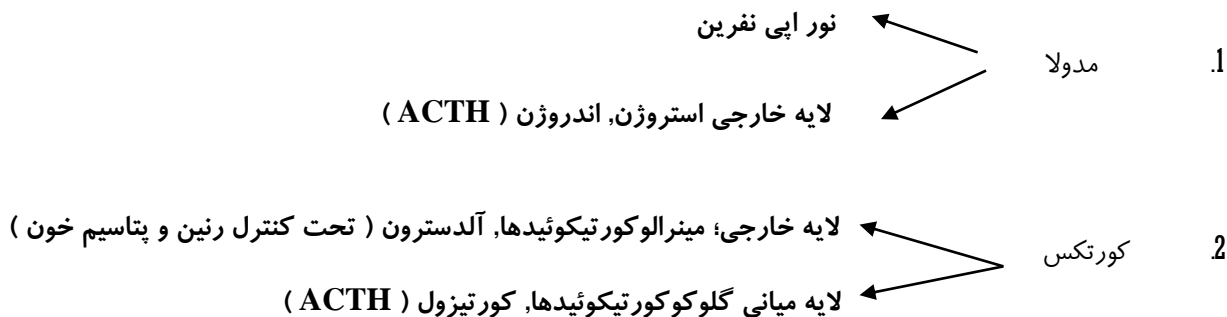 نور اپی نفرین
1. مدولا
لایه خارجی استروژن, اندروژن ( ACTH )
لایه خارجی؛ مینرالوکورتیکوئیدها, آلدسترون ( تحت کنترل رنین و پتاسیم خون )
2. کورتکس
لایه میانی گلوکوکورتیکوئیدها, کورتیزول ( ACTH )